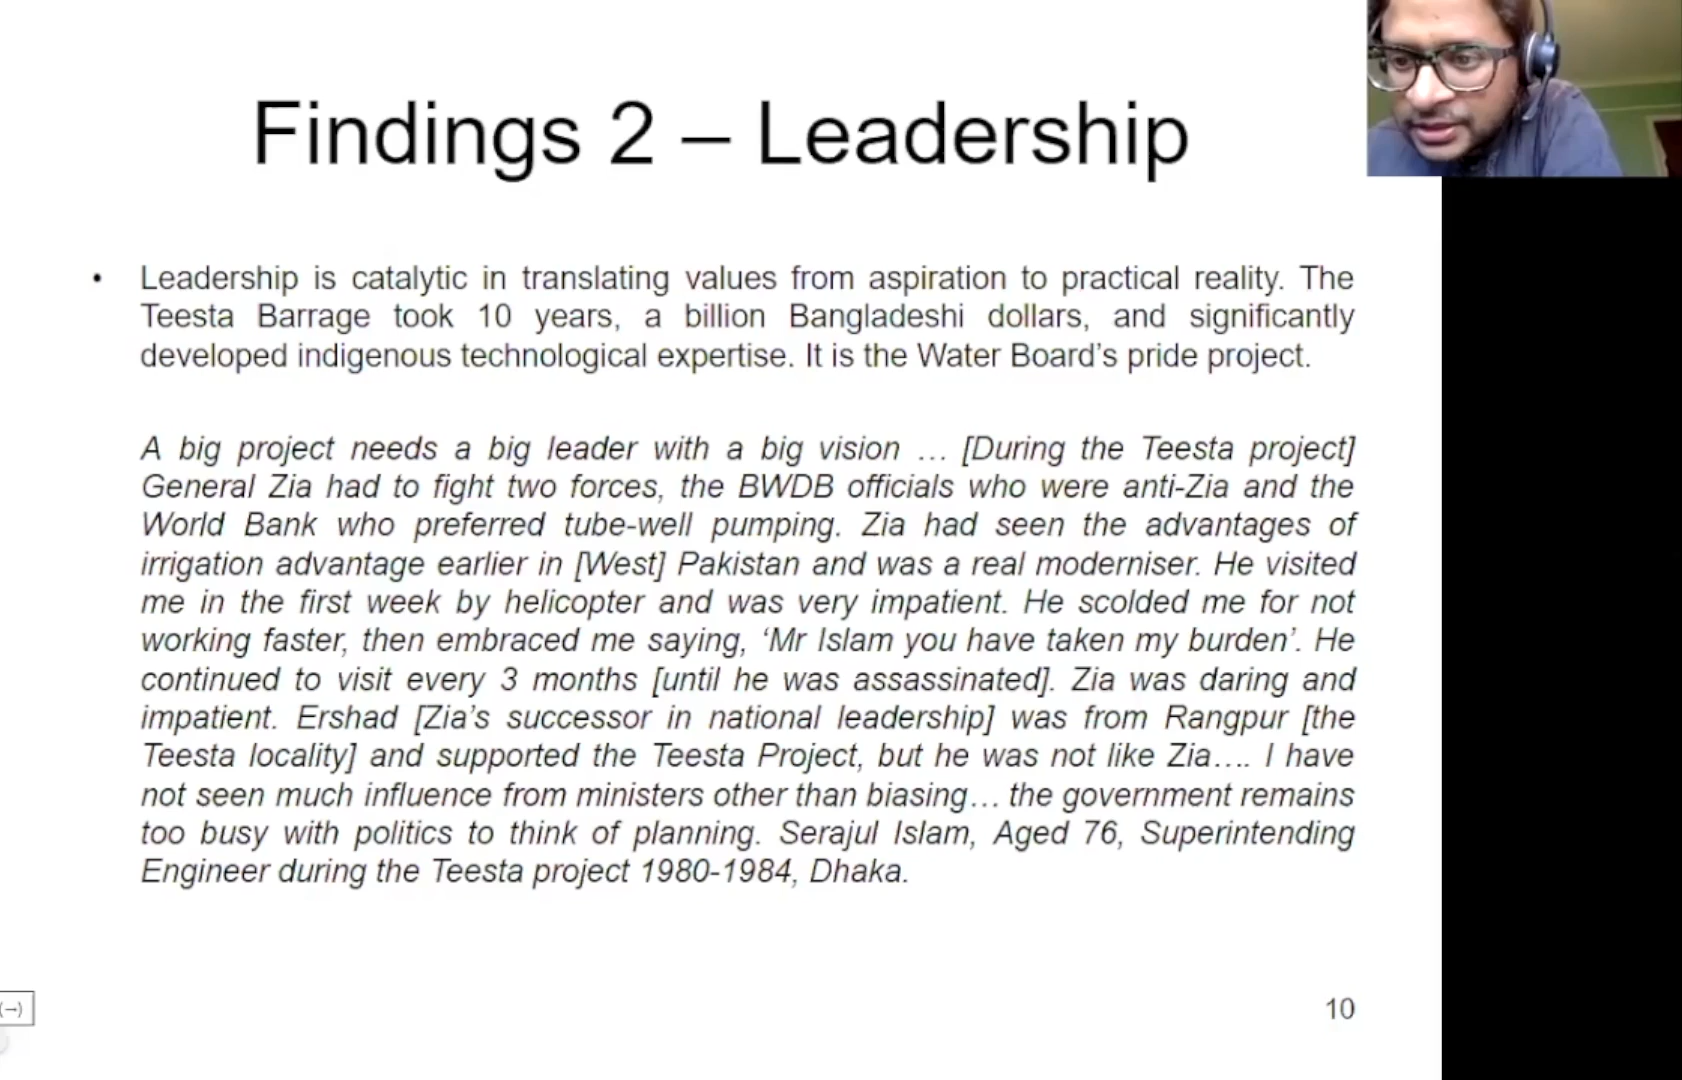 Findings 2 – Leadership
• Leadership is catalytic in translating values from aspiration to practical reality. The
Teesta Barrage took 10 years, a billion Bangladeshi dollars, and significantly
developed indigenous technological expertise. It is the Water Board’s pride project.
A big project needs a big leader with a big vision … [During the Teesta project]
General Zia had to fight two forces, the BWDB officials who were anti-Zia and the
World Bank who preferred tube-well pumping. Zia had seen the advantages of
irrigation advantage earlier in [West] Pakistan and was a real moderniser. He visited
me in the first week by helicopter and was very impatient. He scolded me for not
working faster, then embraced me saying, ‘Mr Islam you have taken my burden’. He
continued to visit every 3 months [until he was assassinated]. Zia was daring and
impatient. Ershad [Zia’s successor in national leadership] was from Rangpur [the
Teesta locality] and supported the Teesta Project, but he was not like Zia…. I have
not seen much influence from ministers other than biasing… the government remains
too busy with politics to think of planning. Serajul Islam, Aged 76, Superintending
Engineer during the Teesta project 1980-1984, Dhaka.
(→)
10